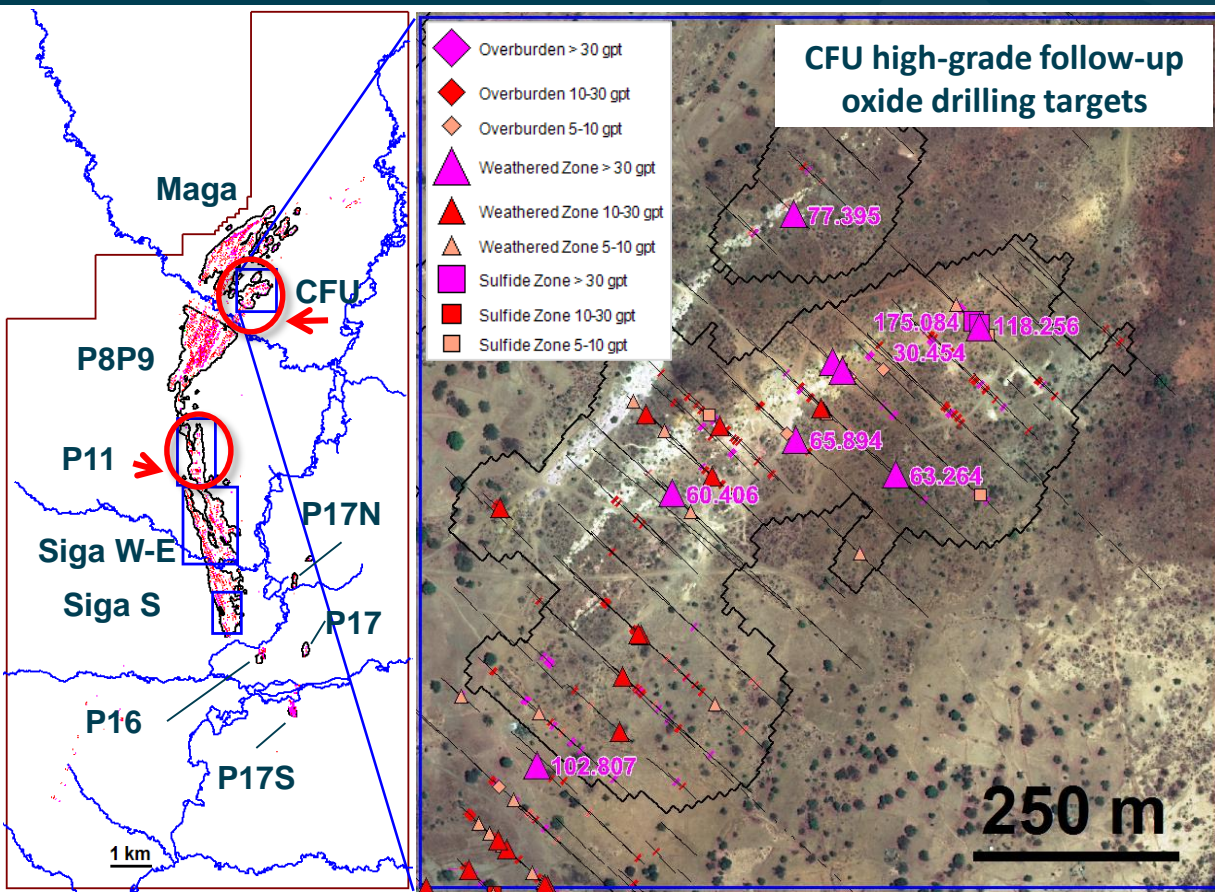 Maga
CFU
P8P9
P11
P17N
Siga W-E
Siga S
P17
P16
P17S
1 km
Overburden > 30 gpt
Overburden 10-30 gpt
Overburden 5-10 gpt
Weathered Zone > 30 gpt
Weathered Zone 10-30 gpt
Weathered Zone 5-10 gpt
Sulfide Zone > 30 gpt
Sulfide Zone 10-30 gpt
Sulfide Zone 5-10 gpt
CFU high-grade follow-up
oxide drilling targets
77.395
175.084
118.256
30.454
65.894
63.264
60.406
102.807
250 m